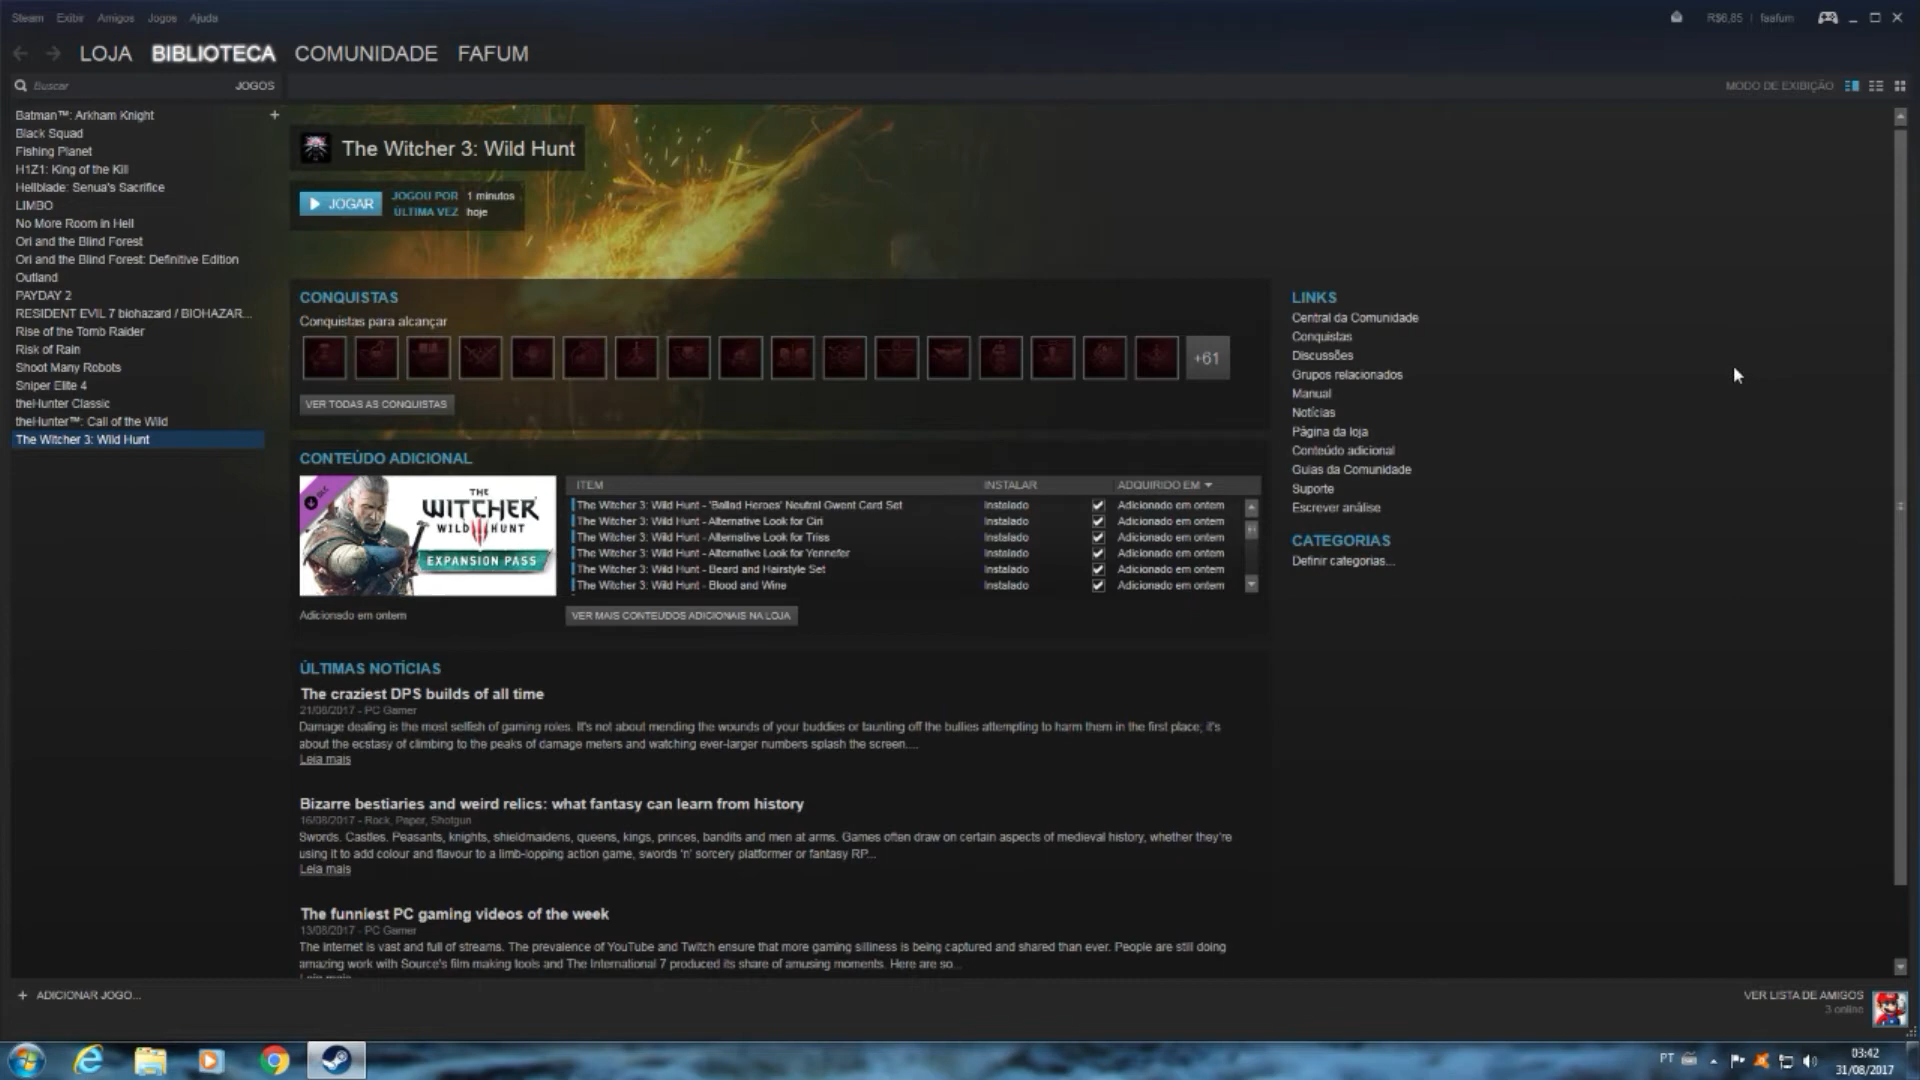 Steam Exibir Amigos Jogos Ajuda
R$6,85 | faafum
LOJA BIBLIOTECA COMUNIDADE FAFUM
Buscar JOGOS
MODO DE EXIBIÇÃO
Batman™: Arkham Knight
Black Squad
Fishing Planet
H1Z1: King of the Kill
Hellblade: Senua's Sacrifice
LIMBO
No More Room in Hell
Ori and the Blind Forest
Ori and the Blind Forest: Definitive Edition
Outland
PAYDAY 2
RESIDENT EVIL 7 biohazard / BIOHAZAR...
Rise of the Tomb Raider
Risk of Rain
Shoot Many Robots
Sniper Elite 4
theHunter Classic
theHunter™: Call of the Wild
The Witcher 3: Wild Hunt
+ ADICIONAR JOGO...
The Witcher 3: Wild Hunt
JOGAR
JOGOU POR 1 minutos
ÚLTIMA VEZ hoje
CONQUISTAS
Conquistas para alcançar
+61
VER TODAS AS CONQUISTAS
CONTEÚDO ADICIONAL
DLC
THE
WITCHER
WILD HUNT
EXPANSION PASS
Adicionado em ontem
ITEM INSTALAR ADQUIRIDO EM
The Witcher 3: Wild Hunt - 'Ballad Heroes' Neutral Gwent Card Set Instalado Adicionado em ontem
The Witcher 3: Wild Hunt - Alternative Look for Ciri Instalado Adicionado em ontem
The Witcher 3: Wild Hunt - Alternative Look for Triss Instalado Adicionado em ontem
The Witcher 3: Wild Hunt - Alternative Look for Yennefer Instalado Adicionado em ontem
The Witcher 3: Wild Hunt - Beard and Hairstyle Set Instalado Adicionado em ontem
The Witcher 3: Wild Hunt - Blood and Wine Instalado Adicionado em ontem
VER MAIS CONTEÚDOS ADICIONAIS NA LOJA
ÚLTIMAS NOTÍCIAS
The craziest DPS builds of all time
21/08/2017 - PC Gamer
Damage dealing is the most selfish of gaming roles. It's not about mending the wounds of your buddies or taunting off the bullies attempting to harm them in the first place; it's
about the ecstasy of climbing to the peaks of damage meters and watching ever-larger numbers splash the screen....
Leia mais
Bizarre bestiaries and weird relics: what fantasy can learn from history
16/08/2017 - Rock, Paper, Shotgun
Swords. Castles. Peasants, knights, shieldmaidens, queens, kings, princes, bandits and men at arms. Games often draw on certain aspects of medieval history, whether they're
using it to add colour and flavour to a limb-lopping action game, swords 'n' sorcery platformer or fantasy RP...
Leia mais
The funniest PC gaming videos of the week
13/08/2017 - PC Gamer
The internet is vast and full of streams. The prevalence of YouTube and Twitch ensure that more gaming silliness is being captured and shared than ever. People are still doing
amazing work with Source's film making tools and The International 7 produced its share of amusing moments. Here are so...
Leia mais
LINKS
Central da Comunidade
Conquistas
Discussões
Grupos relacionados
Manual
Notícias
Página da loja
Conteúdo adicional
Guias da Comunidade
Suporte
Escrever análise
CATEGORIAS
Definir categorias...
VER LISTA DE AMIGOS
3 online
PT
03:42
31/08/2017